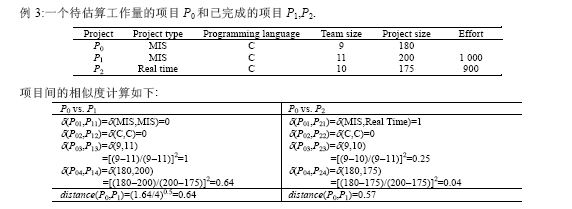 例 3:一个待估算工作量的项目 P0 和已完成的项目 P1,P2.
Project Project type Programming language Team size Project size Effort
P0 MIS C 9 180
P1 MIS C 11 200 1 000
P2 Real time C 10 175 900
项目间的相似度计算如下:
P0 vs. P1 P0 vs. P2
δ(P01,P11)=δ(MIS,MIS)=0 δ(P01,P21)=δ(MIS,Real Time)=1
δ(P02,P12)=δ(C,C)=0 δ(P02,P22)=δ(C,C)=0
δ(P03,P13)=δ(9,11) δ(P03,P23)=δ(9,10)
=[(9−11)/(9−11)]²=1 =[(9−10)/(9−11)]²=0.25
δ(P04,P14)=δ(180,200) δ(P04,P24)=δ(180,175)
=[(180−200)/(200−175)]²=0.64 =[(180−175)/(200−175)]²=0.04
distance(P0,P1)=(1.64/4)^0.5=0.64 distance(P0,P1)=0.57